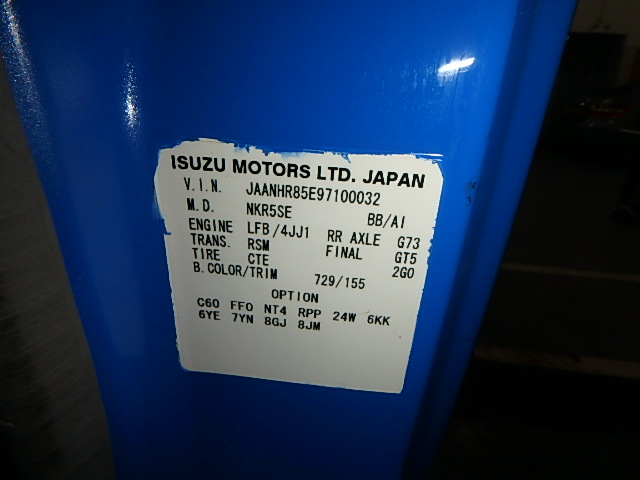 ISUZU MOTORS LTD. JAPAN
V.I.N. JAANHR85E97100032
M.D. NKR5SE BB/AI
ENGINE LFB/4JJ1 RR AXLE G73
TRANS. RSM FINAL GT5
TIRE CTE 2GO
B.COLOR/TRIM 729/155
OPTION
C60 FFO NT4 RPP 24W 6KK
6YE 7YN 8GJ 8JM